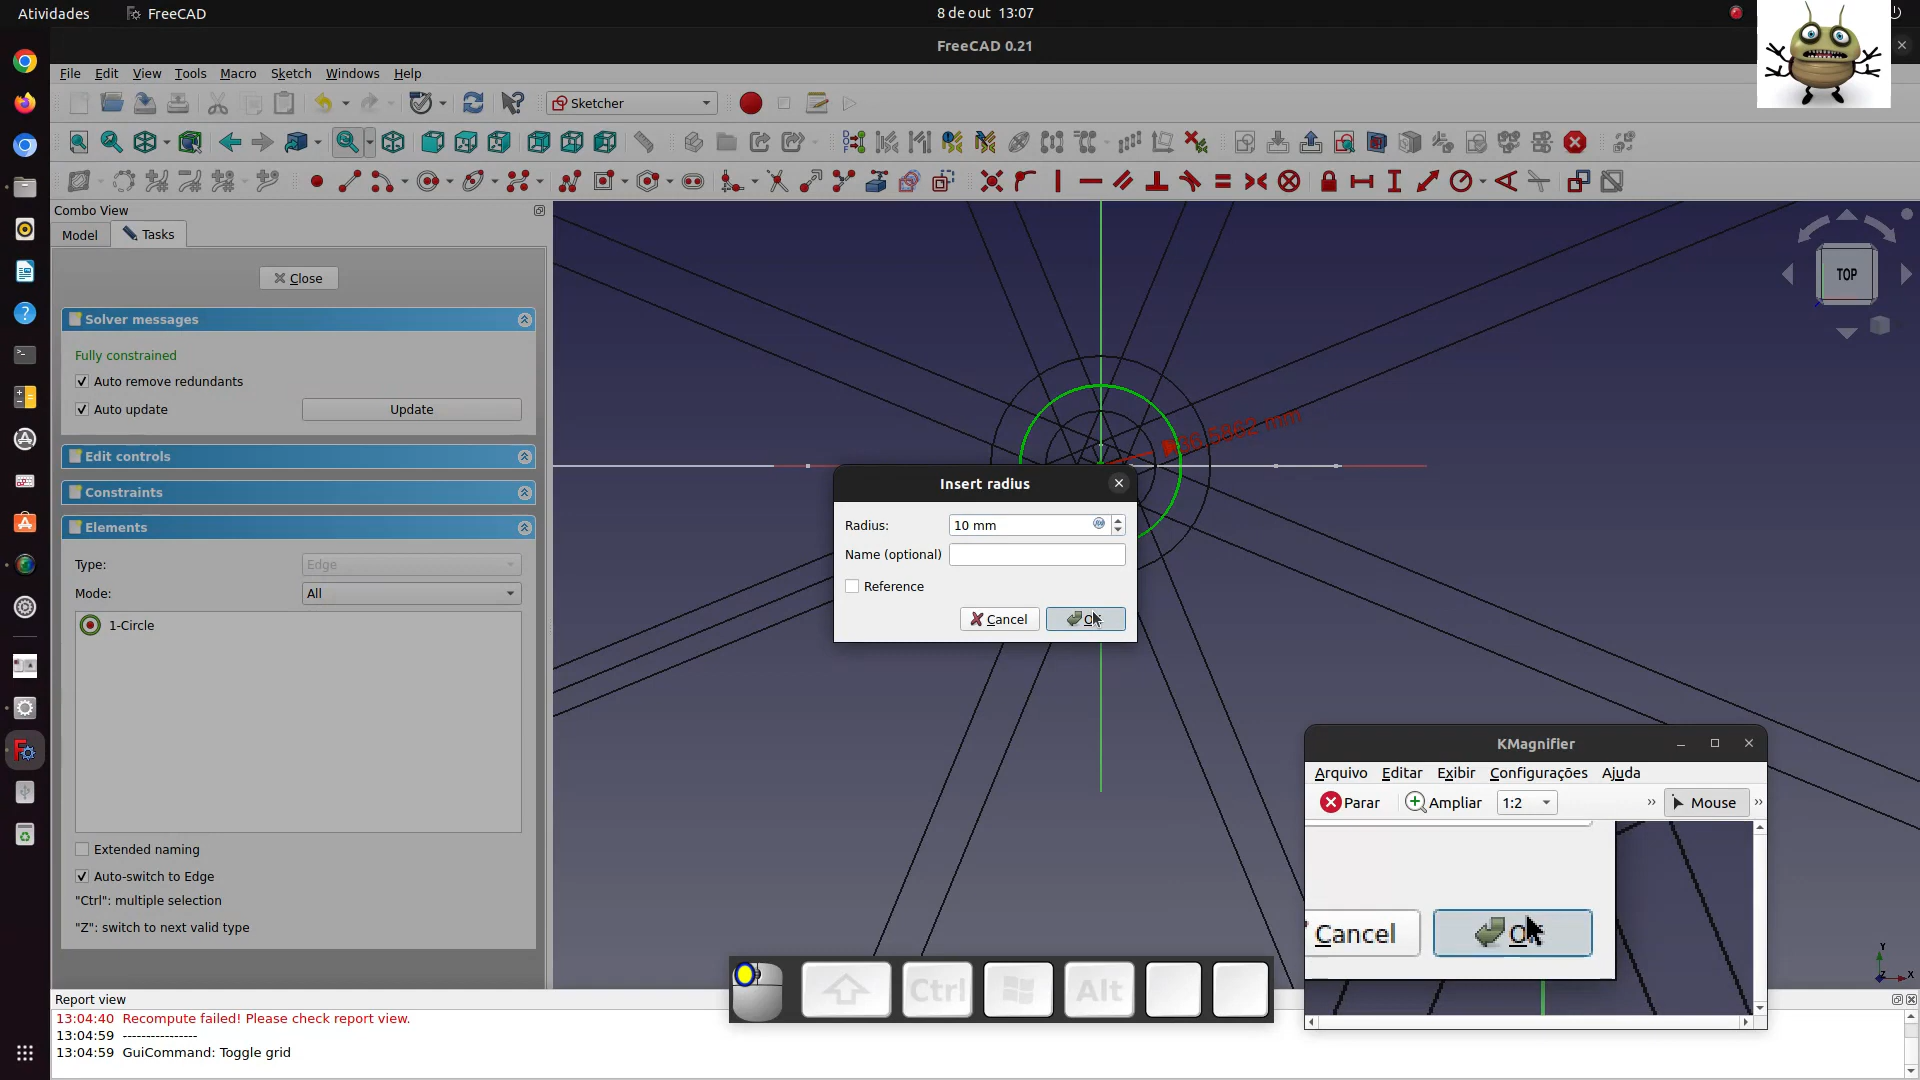 Atividades
FreeCAD
8 de out 13:07
FreeCAD 0.21
File Edit View Tools Macro Sketch Windows Help
Sketcher
Combo View
Model
Tasks
Close
Solver messages
Fully constrained
Auto remove redundants
Auto update
Update
Edit controls
Constraints
Elements
Type:
Edge
Mode:
All
1-Circle
Extended naming
Auto-switch to Edge
"Ctrl": multiple selection
"Z": switch to next valid type
TOP
mm
Insert radius
Radius:
10 mm
Name (optional)
Reference
Cancel
KMagnifier
Arquivo Editar Exibir Configurações Ajuda
Parar
Ampliar
1:2
»
Mouse
»
Cancel
Y
Z
X
Ctrl
Alt
Report view
13:04:40 Recompute failed! Please check report view.
13:04:59 ----------------
13:04:59 GuiCommand: Toggle grid